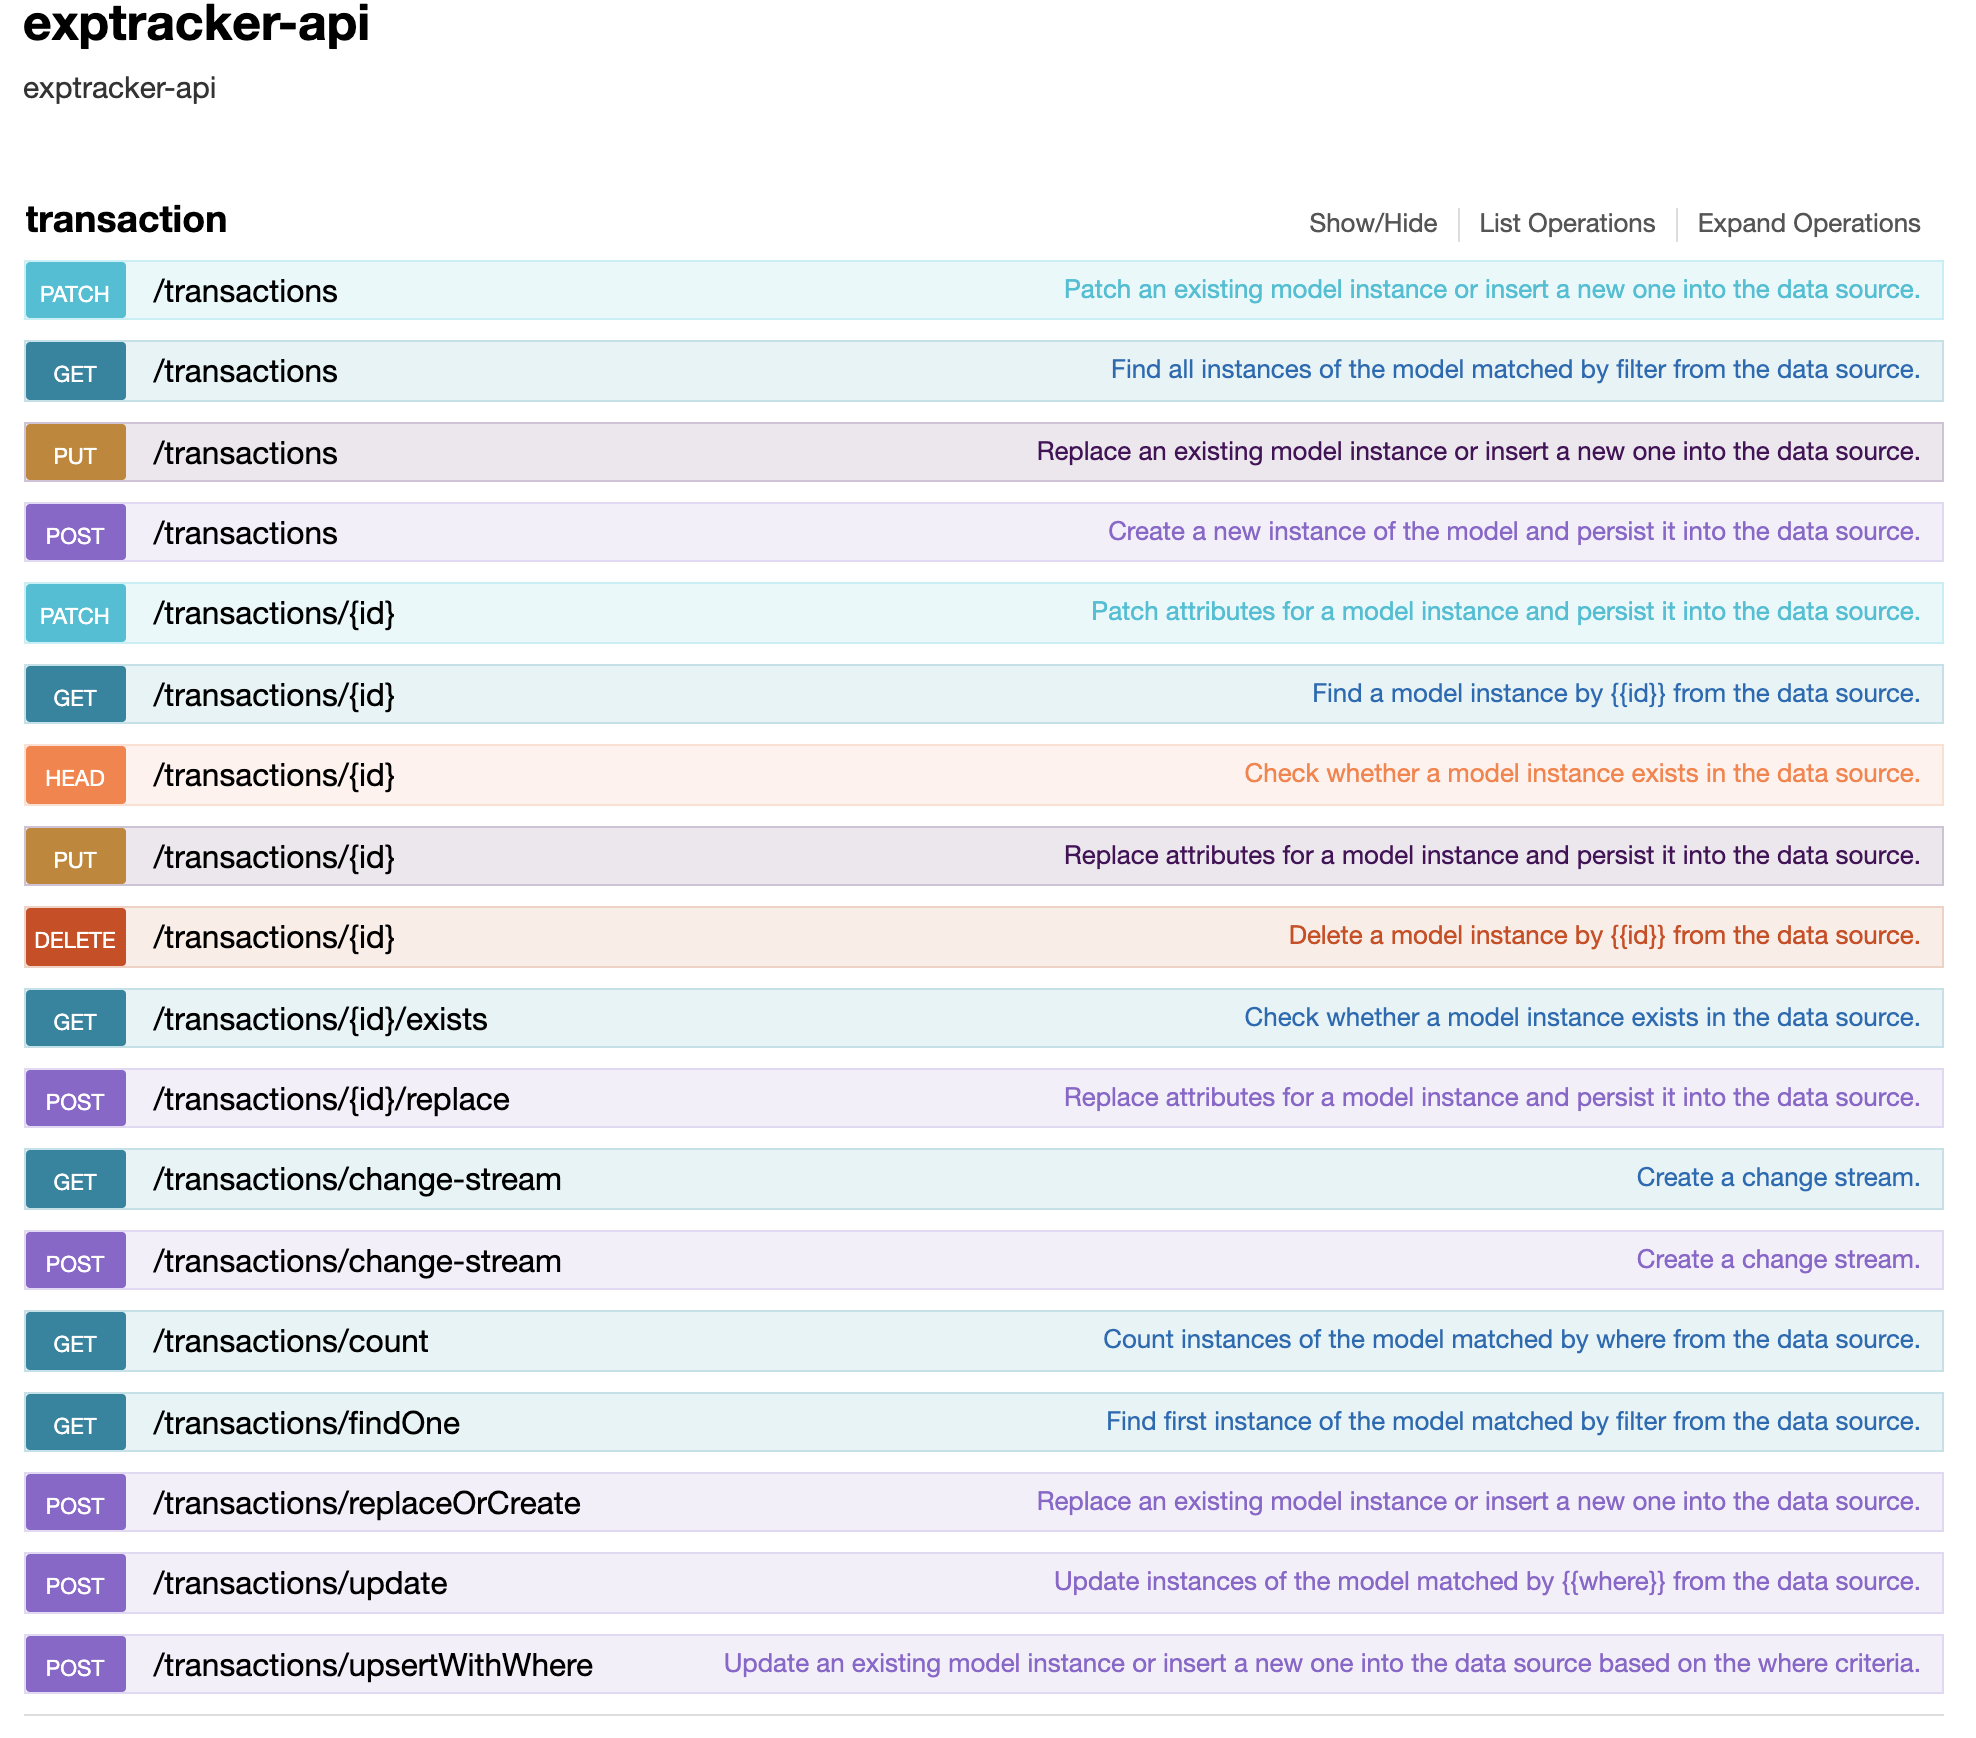 exptracker-api
exptracker-api
transaction Show/Hide List Operations Expand Operations
PATCH /transactions Patch an existing model instance or insert a new one into the data source.
GET /transactions Find all instances of the model matched by filter from the data source.
PUT /transactions Replace an existing model instance or insert a new one into the data source.
POST /transactions Create a new instance of the model and persist it into the data source.
PATCH /transactions/{id} Patch attributes for a model instance and persist it into the data source.
GET /transactions/{id} Find a model instance by {{id}} from the data source.
HEAD /transactions/{id} Check whether a model instance exists in the data source.
PUT /transactions/{id} Replace attributes for a model instance and persist it into the data source.
DELETE /transactions/{id} Delete a model instance by {{id}} from the data source.
GET /transactions/{id}/exists Check whether a model instance exists in the data source.
POST /transactions/{id}/replace Replace attributes for a model instance and persist it into the data source.
GET /transactions/change-stream Create a change stream.
POST /transactions/change-stream Create a change stream.
GET /transactions/count Count instances of the model matched by where from the data source.
GET /transactions/findOne Find first instance of the model matched by filter from the data source.
POST /transactions/replaceOrCreate Replace an existing model instance or insert a new one into the data source.
POST /transactions/update Update instances of the model matched by {{where}} from the data source.
POST /transactions/upsertWithWhere Update an existing model instance or insert a new one into the data source based on the where criteria.